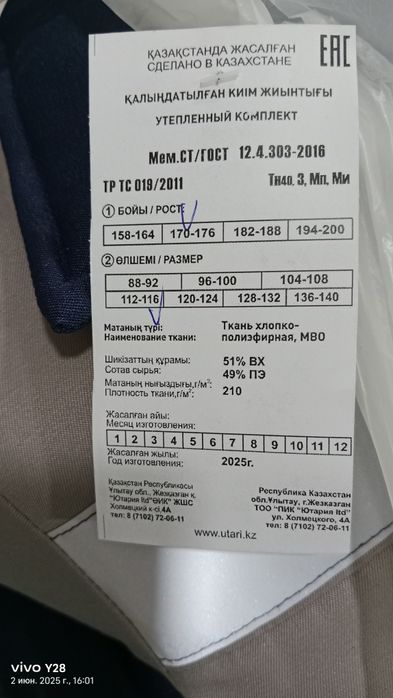 ҚАЗАҚСТАНДА ЖАСАЛҒАН
СДЕЛАНО В КАЗАХСТАНЕ
EAC
ҚАЛЫҢДАТЫЛҒАН КИІМ ЖИЫНТЫҒЫ
УТЕПЛЕННЫЙ КОМПЛЕКТ
Мем.СТ/ГОСТ 12.4.303-2016
ТР ТС 019/2011 Тн40, З, Мп, Ми
1 БОЙЫ / РОСТ
158-164 170-176 182-188 194-200
2 ӨЛШЕМІ / РАЗМЕР
88-92 96-100 104-108
112-116 120-124 128-132 136-140
Матаның түрі: Ткань хлопко-
Наименование ткани: полиэфирная, МВО
Шикізаттың құрамы: 51% ВХ
Состав сырья: 49% ПЭ
Матаның нығыздығы,г/м²: 210
Плотность ткани,г/м²:
Жасалған айы:
Месяц изготовления:
1 2 3 4 5 6 7 8 9 10 11 12
Жасалған жылы:
Год изготовления: 2025г.
Қазақстан Республикасы
Ұлытау обл., Жезқазған қ.
"Ютария ltd"ӨИК" ЖШС
Холмецкий к-сі.4А
тел: 8 (7102) 72-06-11
Республика Казахстан
обл.Ұлытау, г.Жезказган
ТОО "ПИК "Ютария ltd"
ул. Холмецкого, 4А
тел: 8 (7102) 72-06-11
www.utari.kz
vivo Y28
2 июн. 2025 г., 16:01